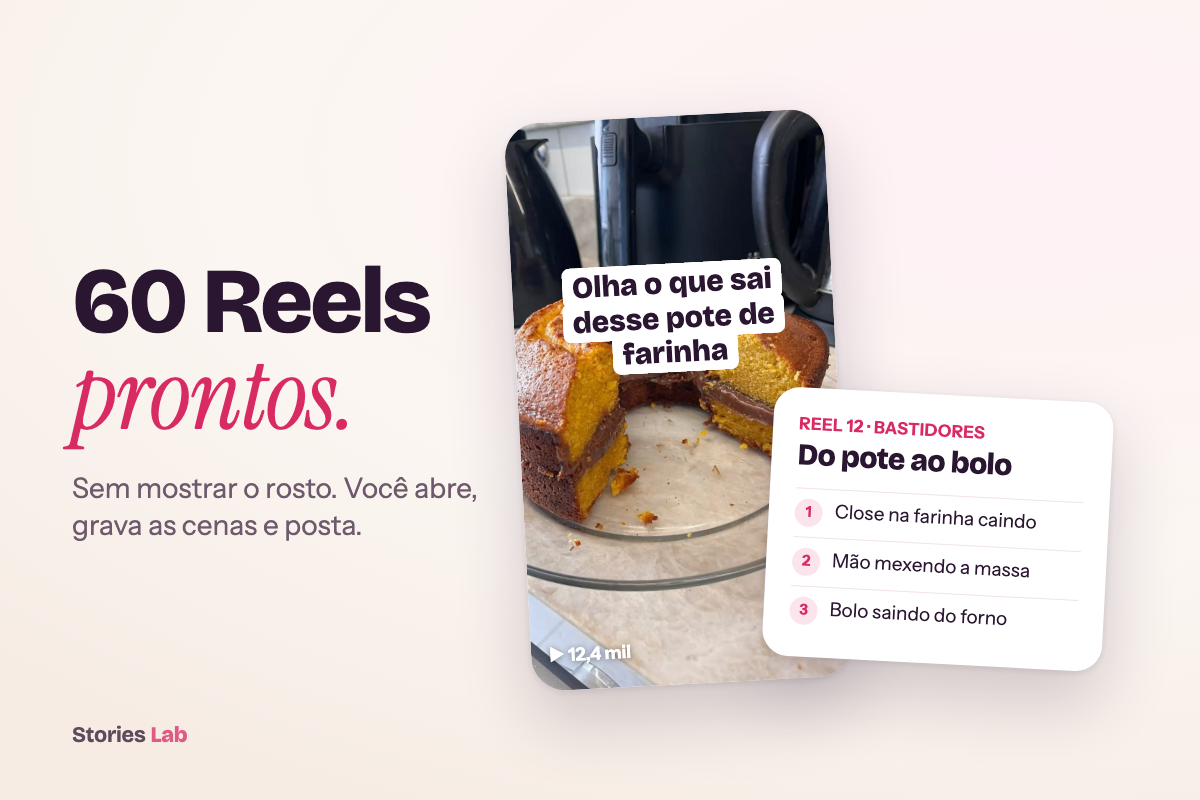 60 Reels
prontos.
Sem mostrar o rosto. Você abre,
grava as cenas e posta.
Stories Lab
Olha o que sai
desse pote de
farinha
▶ 12,4 mil
REEL 12 · BASTIDORES
Do pote ao bolo
1 Close na farinha caindo
2 Mão mexendo a massa
3 Bolo saindo do forno